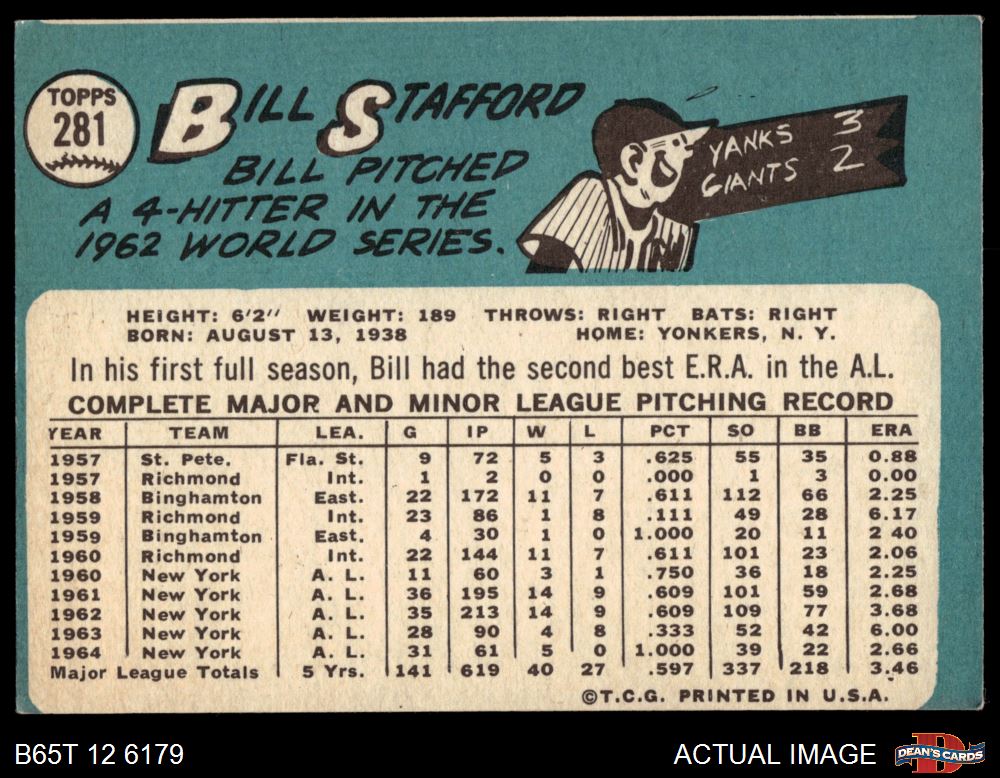 TOPPS
281
BILL STAFFORD
BILL PITCHED
A 4-HITTER IN THE
1962 WORLD SERIES.
YANKS 3
GIANTS 2
HEIGHT: 6'2" WEIGHT: 189 THROWS: RIGHT BATS: RIGHT
BORN: AUGUST 13, 1938 HOME: YONKERS, N. Y.
In his first full season, Bill had the second best E.R.A. in the A.L.
COMPLETE MAJOR AND MINOR LEAGUE PITCHING RECORD
YEAR TEAM LEA. G IP W L PCT SO BB ERA
1957 St. Pete. Fla. St. 9 72 5 3 .625 55 35 0.88
1957 Richmond Int. 1 2 0 0 .000 1 3 0.00
1958 Binghamton East. 22 172 11 7 .611 112 66 2.25
1959 Richmond Int. 23 86 1 8 .111 49 28 6.17
1959 Binghamton East. 4 30 1 0 1.000 20 11 2 40
1960 Richmond Int. 22 144 11 7 .611 101 23 2.06
1960 New York A. L. 11 60 3 1 .750 36 18 2.25
1961 New York A. L. 36 195 14 9 .609 101 59 2.68
1962 New York A. L. 35 213 14 9 .609 109 77 3.68
1963 New York A. L. 28 90 4 8 .333 52 42 6.00
1964 New York A. L. 31 61 5 0 1.000 39 22 2.66
Major League Totals 5 Yrs. 141 619 40 27 .597 337 218 3.46
©T.C.G. PRINTED IN U.S.A.
B65T 12 6179 ACTUAL IMAGE DEAN'S CARDS